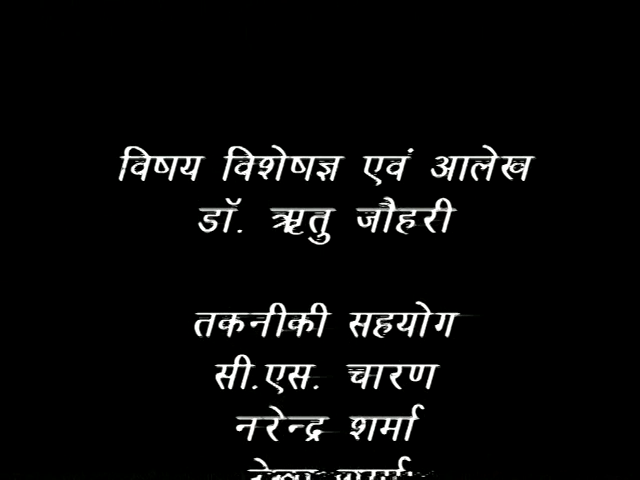 विषय विशेषज्ञ एवं आलेख
डॉ. ऋतु जौहरी
तकनीकी सहयोग
सी.एस. चारण
नरेन्द्र शर्मा